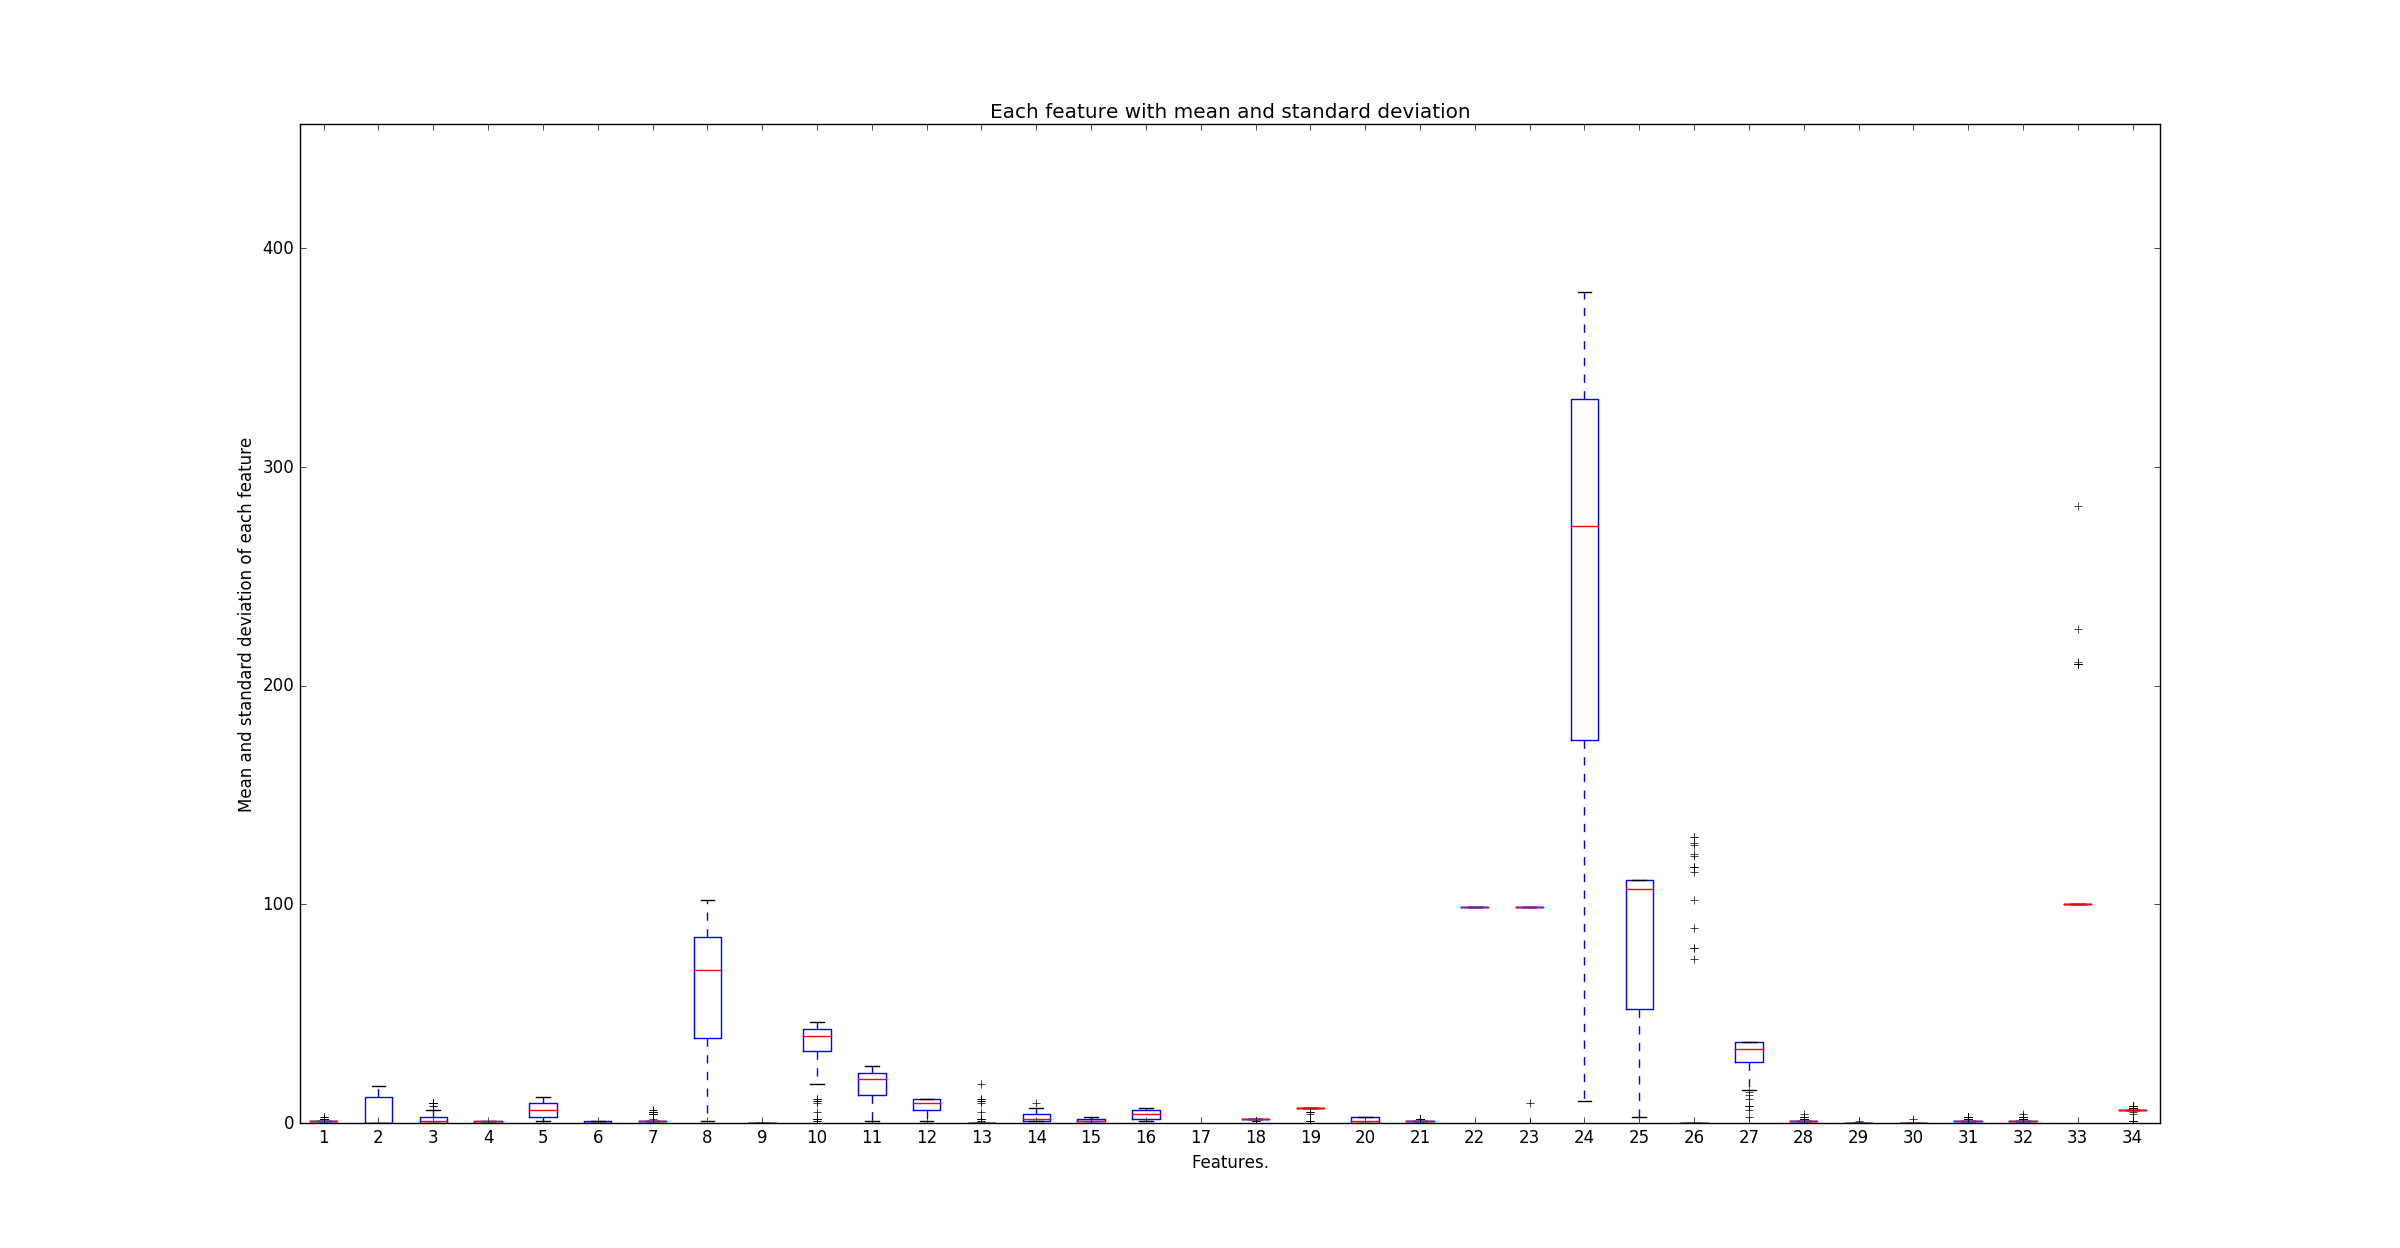 Each feature with mean and standard deviation
Mean and standard deviation of each feature
400
300
200
100
0
1 2 3 4 5 6 7 8 9 10 11 12 13 14 15 16 17 18 19 20 21 22 23 24 25 26 27 28 29 30 31 32 33 34
Features.